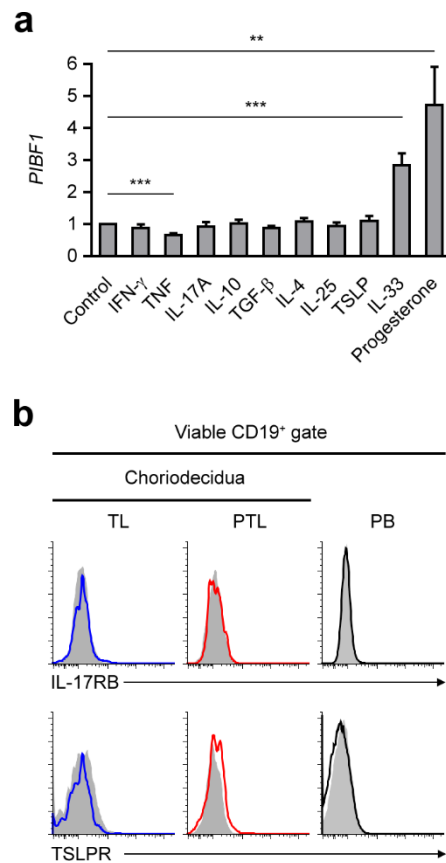 a
**
***
***
6
5
4
3
2
1
0
PIBF1
Control
IFN-γ
TNF
IL-17A
IL-10
TGF-β
IL-4
IL-25
TSLP
IL-33
Progesterone
b
Viable CD19⁺ gate
Choriodecidua
TL PTL PB
IL-17RB
TSLPR